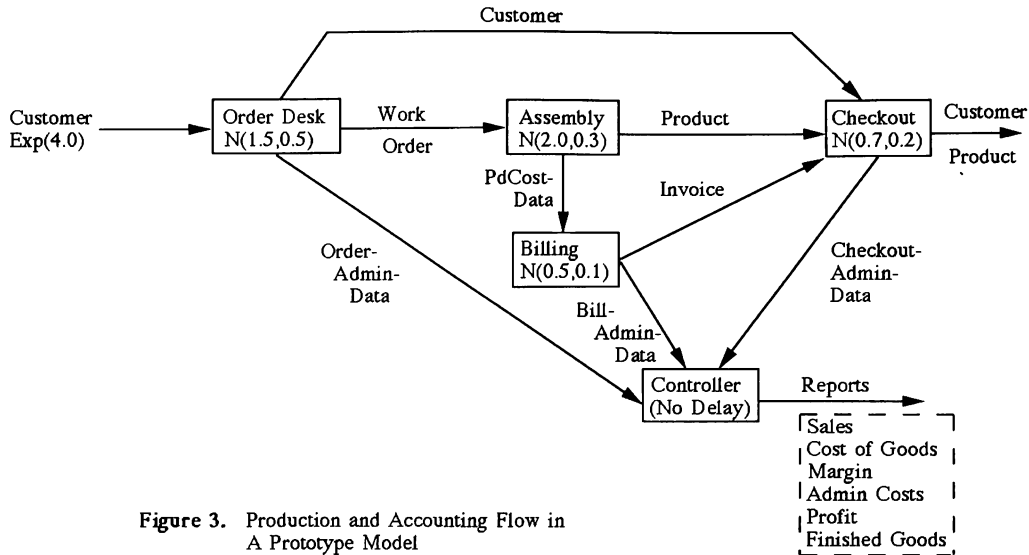 Customer
Customer
Exp(4.0)
Order Desk
N(1.5,0.5)
Work
Order
Assembly
N(2.0,0.3)
Product
Checkout
N(0.7,0.2)
Customer
Product
PdCost-
Data
Invoice
Billing
N(0.5,0.1)
Order-
Admin-
Data
Bill-
Admin-
Data
Checkout-
Admin-
Data
Controller
(No Delay)
Reports
Sales
Cost of Goods
Margin
Admin Costs
Profit
Finished Goods
Figure 3. Production and Accounting Flow in
A Prototype Model